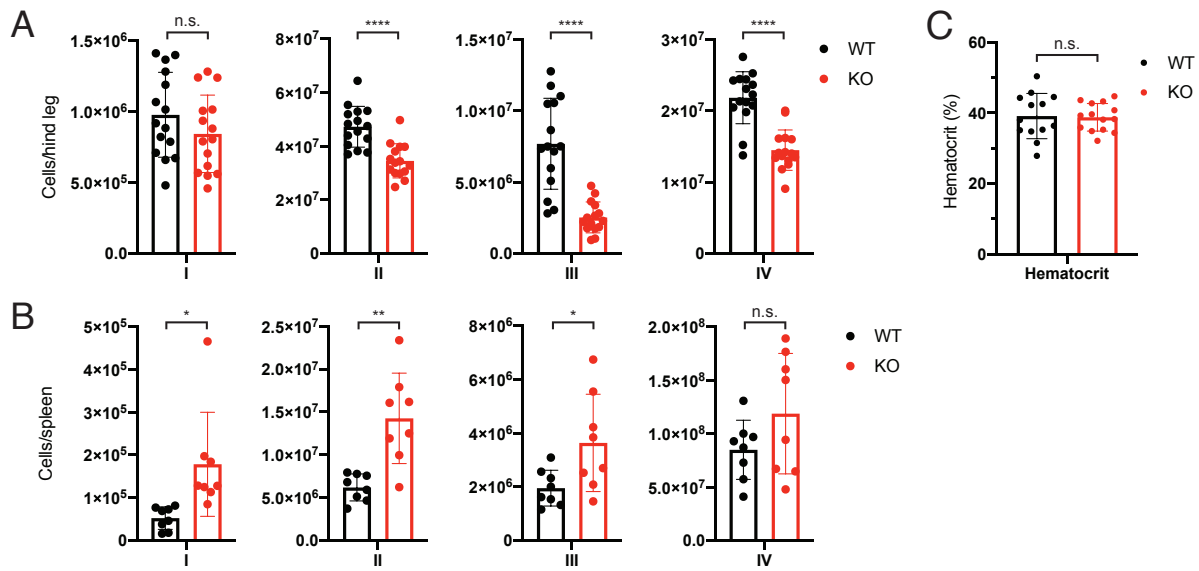 A
n.s.
****
****
****
WT
KO
Cells/hind leg
1.5×10⁶
1.0×10⁶
5.0×10⁵
0.0
I
8×10⁷
6×10⁷
4×10⁷
2×10⁷
0
II
1.5×10⁷
1.0×10⁷
5.0×10⁶
0.0
III
3×10⁷
2×10⁷
1×10⁷
0
IV
C
n.s.
WT
KO
Hematocrit (%)
60
40
20
0
Hematocrit
B
*
**
*
n.s.
WT
KO
Cells/spleen
5×10⁵
4×10⁵
3×10⁵
2×10⁵
1×10⁵
0
I
2.5×10⁷
2.0×10⁷
1.5×10⁷
1.0×10⁷
5.0×10⁶
0.0
II
8×10⁶
6×10⁶
4×10⁶
2×10⁶
0
III
2.0×10⁸
1.5×10⁸
1.0×10⁸
5.0×10⁷
0.0
IV